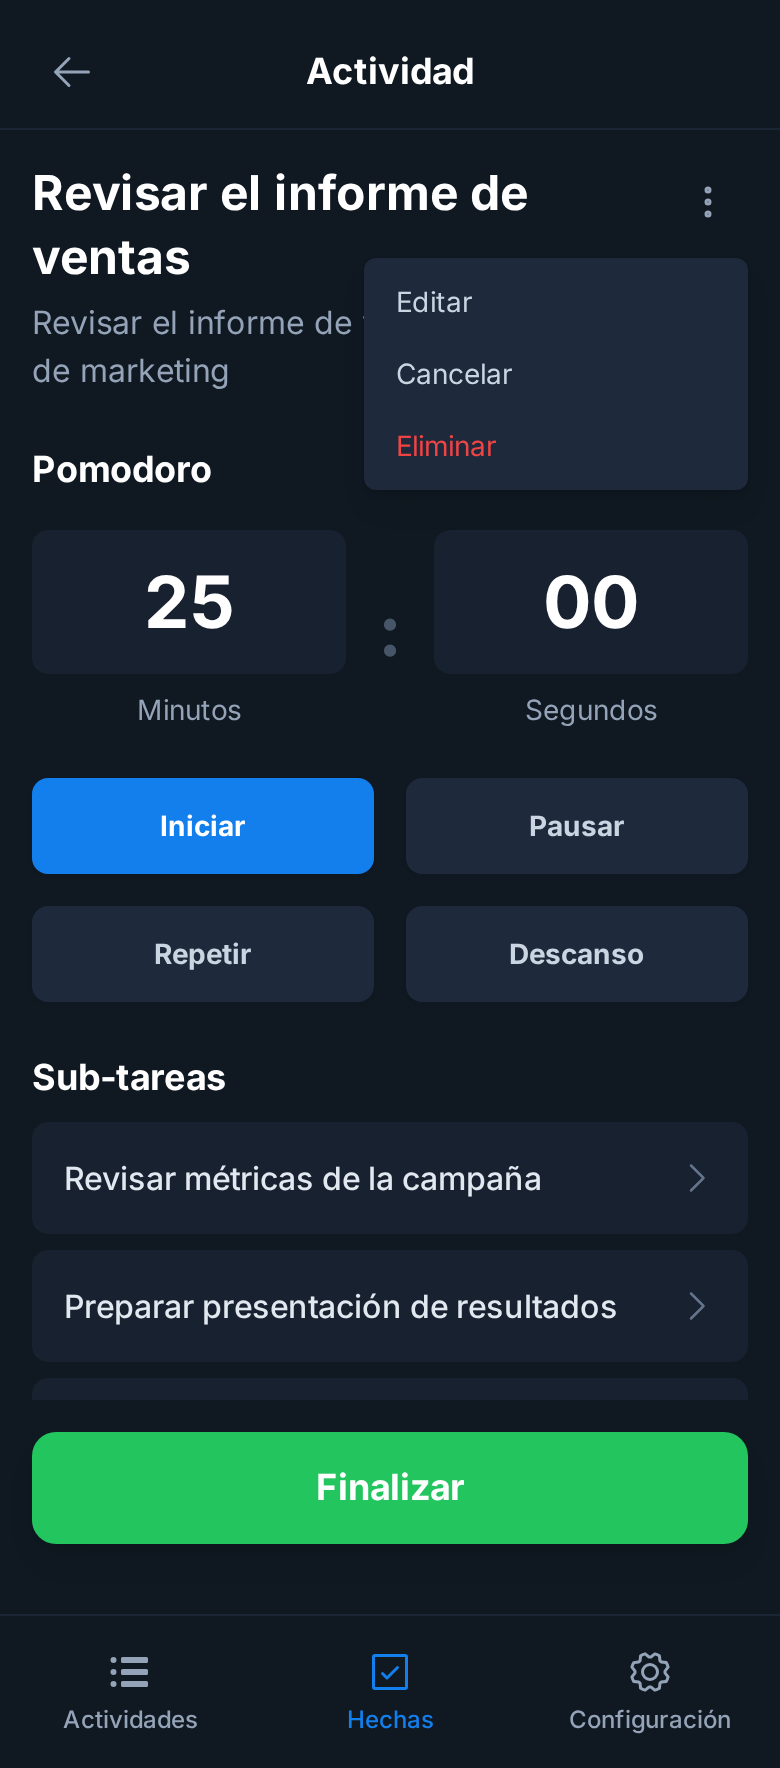 Actividad
Revisar el informe de
ventas
Revisar el informe de
de marketing
Editar
Cancelar
Eliminar
Pomodoro
25
:
00
Minutos
Segundos
Iniciar
Pausar
Repetir
Descanso
Sub-tareas
Revisar métricas de la campaña
Preparar presentación de resultados
Finalizar
Actividades
Hechas
Configuración